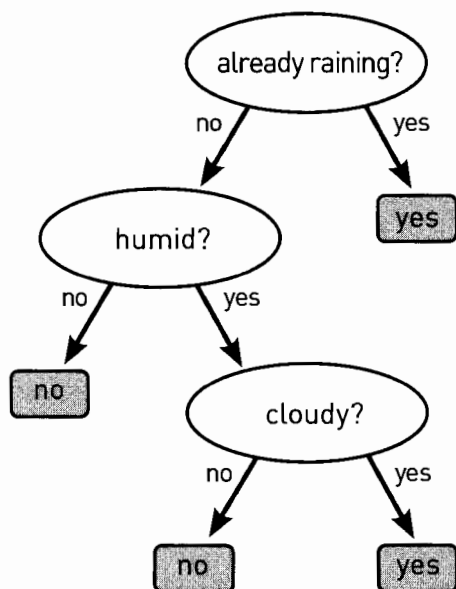 already raining?
no
yes
yes
humid?
no
yes
no
cloudy?
no
yes
no
yes